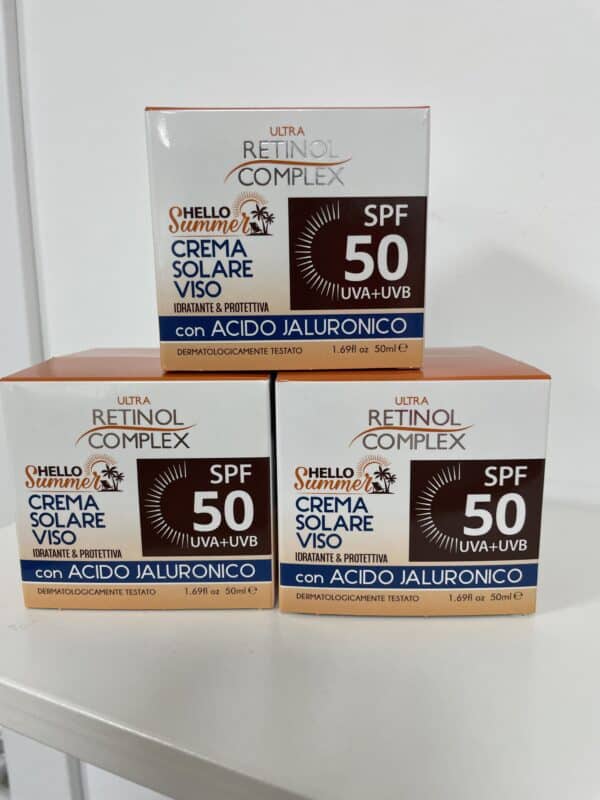 ULTRA
RETINOL
COMPLEX
HELLO
Summer
CREMA
SOLARE
VISO
IDRATANTE & PROTETTIVA
SPF
50
UVA+UVB
con ACIDO JALURONICO
DERMATOLOGICAMENTE TESTATO 1.69fl oz 50ml ℮
ULTRA
RETINOL
COMPLEX
HELLO
Summer
CREMA
SOLARE
VISO
IDRATANTE & PROTETTIVA
SPF
50
UVA+UVB
con ACIDO JALURONICO
DERMATOLOGICAMENTE TESTATO 1.69fl oz 50ml ℮
ULTRA
RETINOL
COMPLEX
HELLO
Summer
CREMA
SOLARE
VISO
IDRATANTE & PROTETTIVA
SPF
50
UVA+UVB
con ACIDO JALURONICO
DERMATOLOGICAMENTE TESTATO 1.69fl oz 50ml ℮